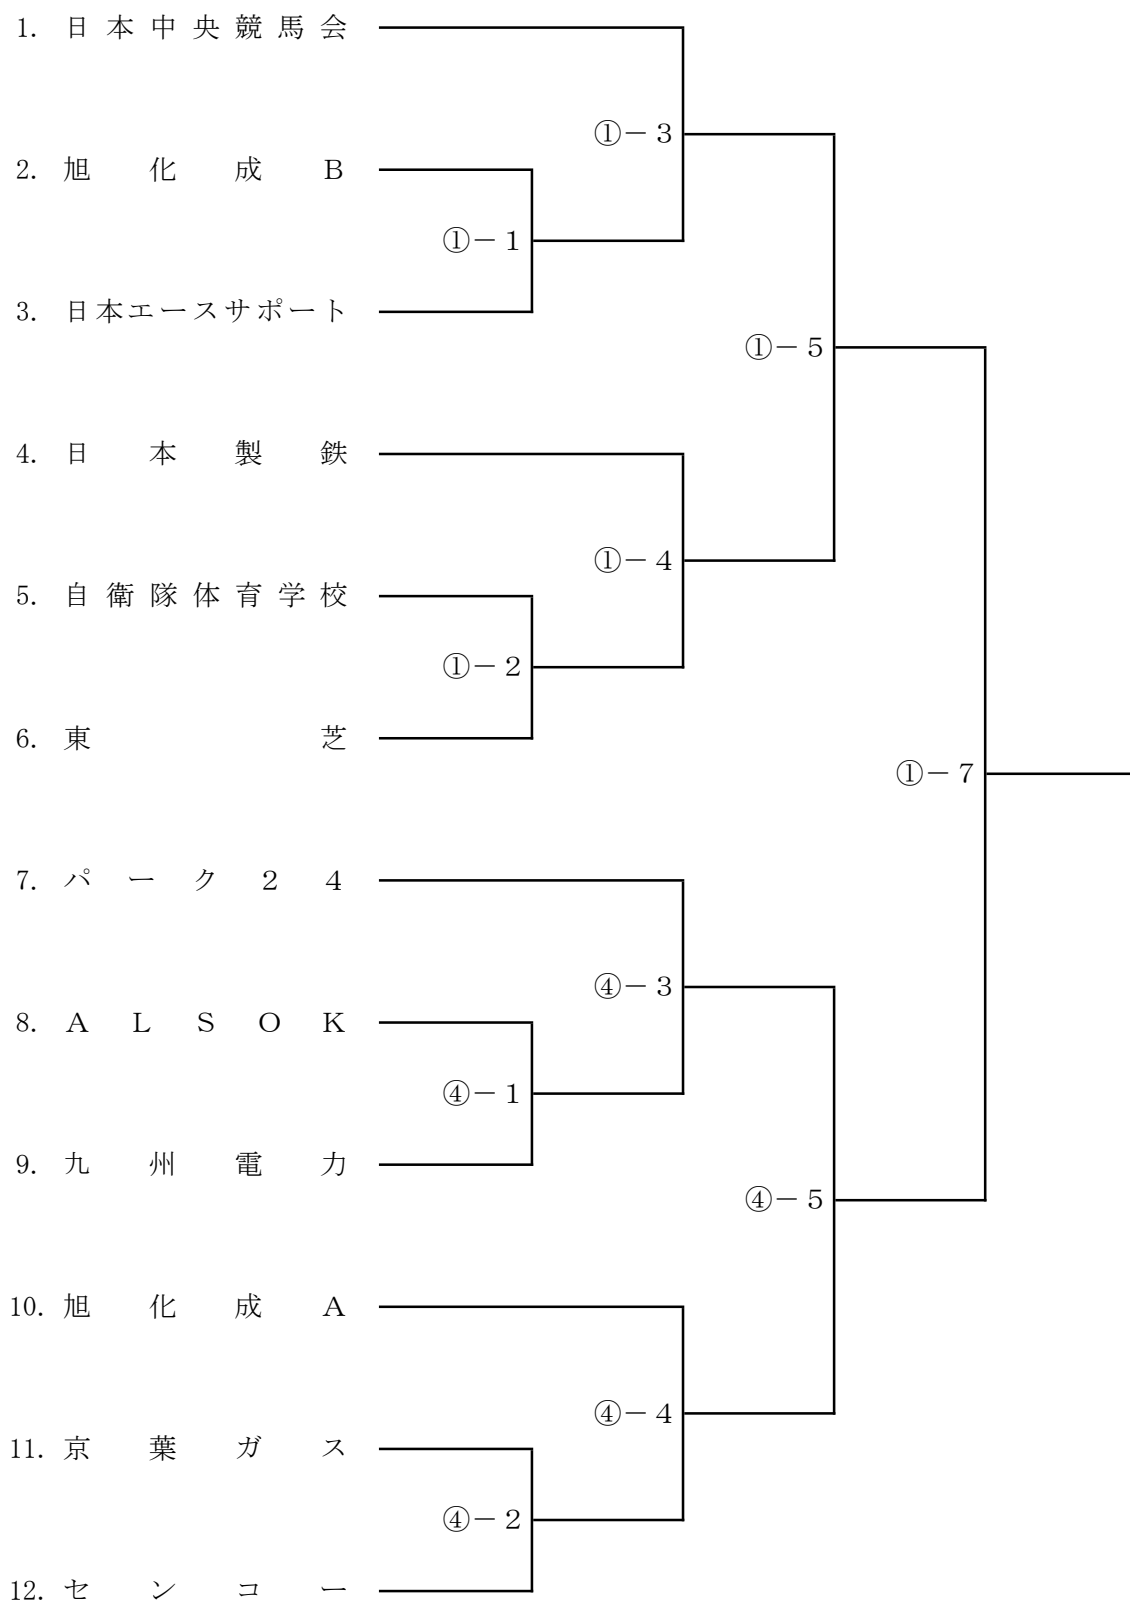 1. 日本中央競馬会
①－３
2. 旭化成Ｂ
①－１
3. 日本エースサポート
①－５
4. 日本製鉄
①－４
5. 自衛隊体育学校
①－２
6. 東芝
①－７
7. パーク２４
④－３
8. ＡＬＳＯＫ
④－１
9. 九州電力
④－５
10. 旭化成Ａ
④－４
11. 京葉ガス
④－２
12. センコー